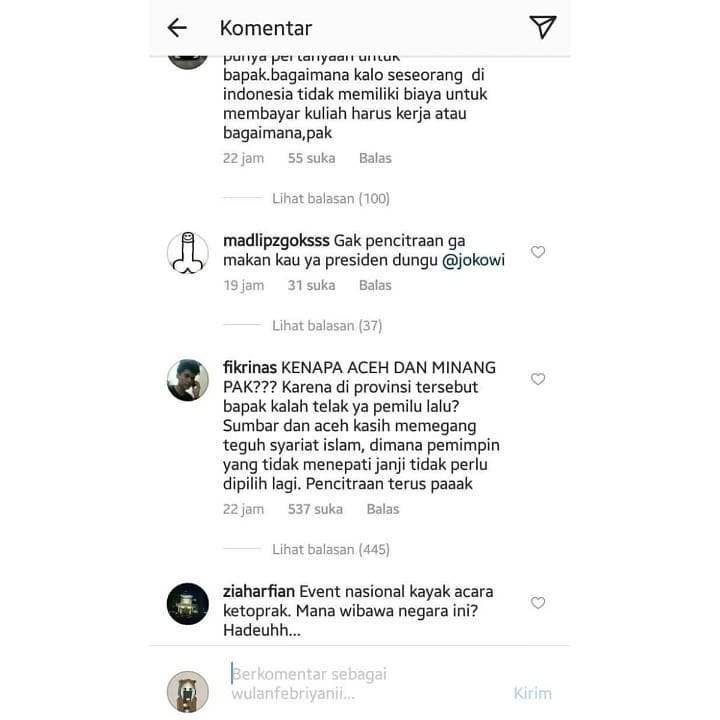 Komentar
punya pertanyaan untuk
bapak.bagaimana kalo seseorang di
indonesia tidak memiliki biaya untuk
membayar kuliah harus kerja atau
bagaimana,pak
22 jam 55 suka Balas
Lihat balasan (100)
madlipzgoksss Gak pencitraan ga
makan kau ya presiden dungu @jokowi
19 jam 31 suka Balas
Lihat balasan (37)
fikrinas KENAPA ACEH DAN MINANG
PAK??? Karena di provinsi tersebut
bapak kalah telak ya pemilu lalu?
Sumbar dan aceh kasih memegang
teguh syariat islam, dimana pemimpin
yang tidak menepati janji tidak perlu
dipilih lagi. Pencitraan terus paaak
22 jam 537 suka Balas
Lihat balasan (445)
ziaharfian Event nasional kayak acara
ketoprak. Mana wibawa negara ini?
Haduehh...
Berkomentar sebagai
wulanfebriyanii... Kirim